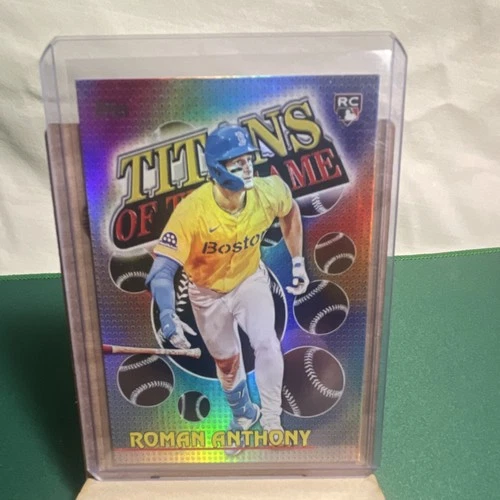 RC
TITANS
OF THE GAME
B
Boston
ROMAN ANTHONY